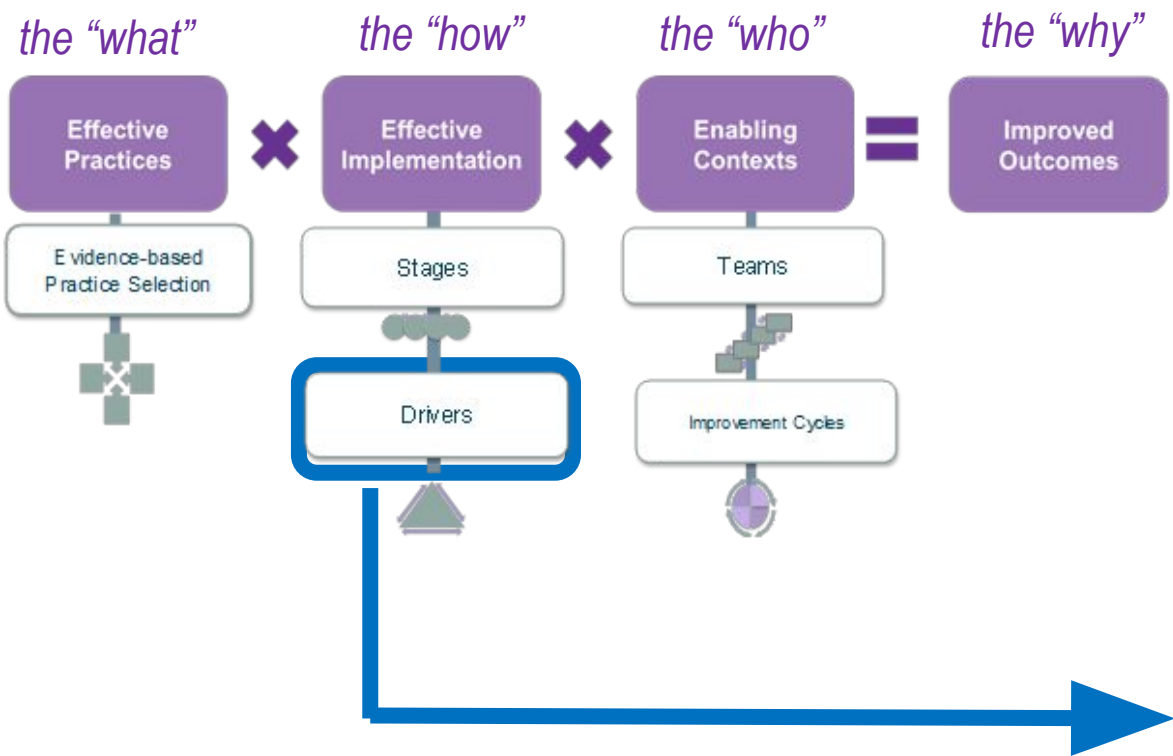 the “what”
the “how”
the “who”
the “why”
Effective
Practices
Effective
Implementation
Enabling
Contexts
Improved
Outcomes
Evidence-based
Practice Selection
Stages
Teams
Drivers
Improvement Cycles